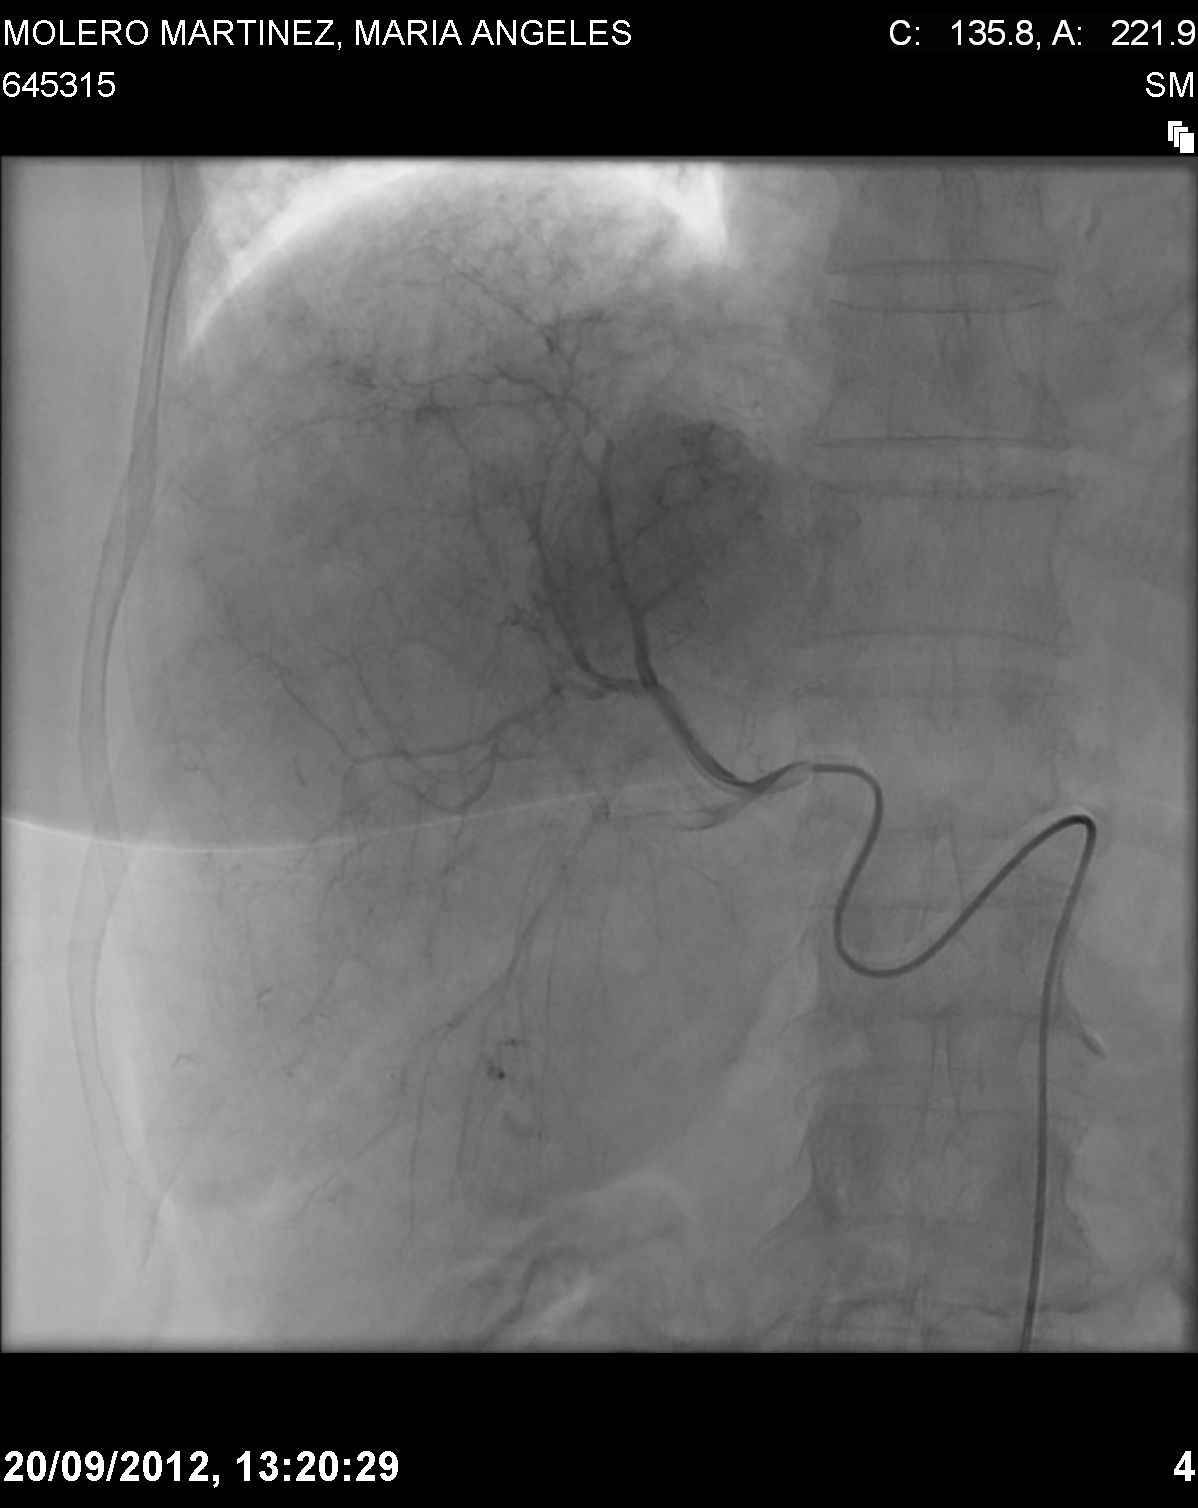 MOLERO MARTINEZ, MARIA ANGELES
C: 135.8, A: 221.9
645315
SM
20/09/2012, 13:20:29
4